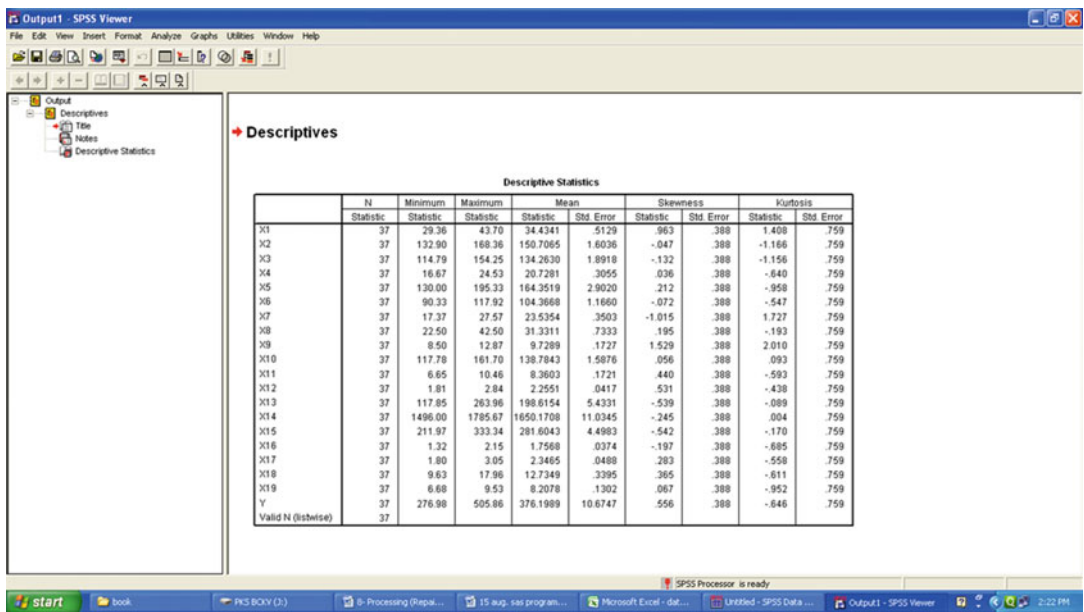 Output1 - SPSS Viewer
File Edit View Insert Format Analyze Graphs Utilities Window Help
Output
Descriptives
Title
Notes
Descriptive Statistics
Descriptives
Descriptive Statistics
N Minimum Maximum Mean Skewness Kurtosis
Statistic Statistic Statistic Statistic Std. Error Statistic Std. Error Statistic Std. Error
X1 37 29.36 43.70 34.4341 .5129 .963 .388 1.408 .759
X2 37 132.90 168.36 150.7065 1.6036 -.047 .388 -1.166 .759
X3 37 114.79 154.25 134.2630 1.8918 -.132 .388 -1.156 .759
X4 37 16.67 24.53 20.7281 .3055 .036 .388 -.640 .759
X5 37 130.00 195.33 164.3519 2.9020 .212 .388 -.958 .759
X6 37 90.33 117.92 104.3668 1.1660 -.072 .388 -.547 .759
X7 37 17.37 27.57 23.5354 .3503 -1.015 .388 1.727 .759
X8 37 22.50 42.50 31.3311 .7333 .195 .388 -.193 .759
X9 37 8.50 12.87 9.7289 .1727 1.529 .388 2.010 .759
X10 37 117.78 161.70 138.7843 1.5876 .056 .388 .093 .759
X11 37 6.65 10.46 8.3603 .1721 .440 .388 -.593 .759
X12 37 1.81 2.84 2.2551 .0417 .531 .388 -.438 .759
X13 37 117.85 263.96 198.6154 5.4331 -.539 .388 -.089 .759
X14 37 1496.00 1785.67 1650.1708 11.0345 -.245 .388 .004 .759
X15 37 211.97 333.34 281.6043 4.4983 -.542 .388 -.170 .759
X16 37 1.32 2.15 1.7568 .0374 -.197 .388 -.685 .759
X17 37 1.80 3.05 2.3465 .0488 .283 .388 -.558 .759
X18 37 9.63 17.96 12.7349 .3395 .365 .388 -.611 .759
X19 37 6.68 9.53 8.2078 .1302 .067 .388 -.952 .759
Y 37 276.98 505.86 376.1989 10.6747 .556 .388 -.646 .759
Valid N (listwise) 37
SPSS Processor is ready
start book PKS BCKV (J:) 8- Processing (Repai... 15 aug. sas program... Microsoft Excel - dat... Untitled - SPSS Data ... Output1 - SPSS Viewer 2:22 PM